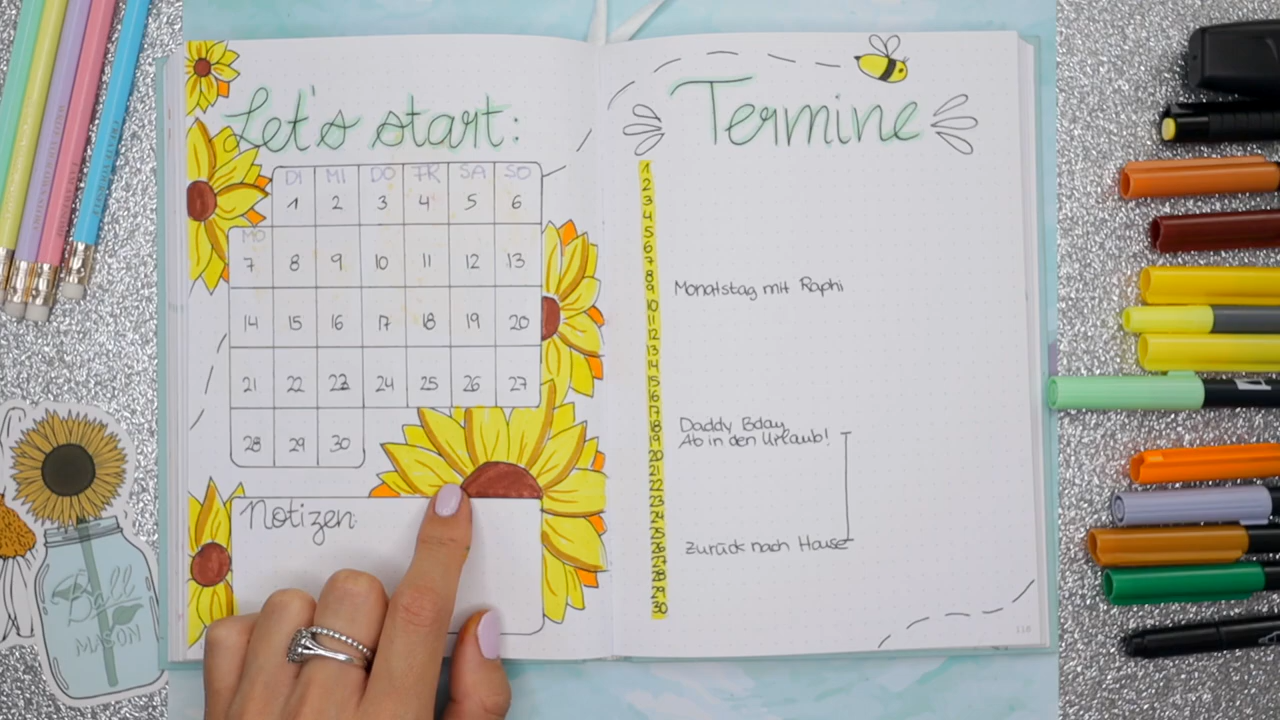 Let's start:
DI MI DO FR SA SO
1 2 3 4 5 6
MO
7 8 9 10 11 12 13
14 15 16 17 18 19 20
21 22 23 24 25 26 27
28 29 30
Notizen:
Termine
1
2
3
4
5
6
7
8
9 Monatstag mit Raphi
10
11
12
13
14
15
16
17
18 Daddy Bday
19 Ab in den Urlaub!
20
21
22
23
24
25
26 Zurück nach Hause
27
28
29
30
116
Ball
MASON